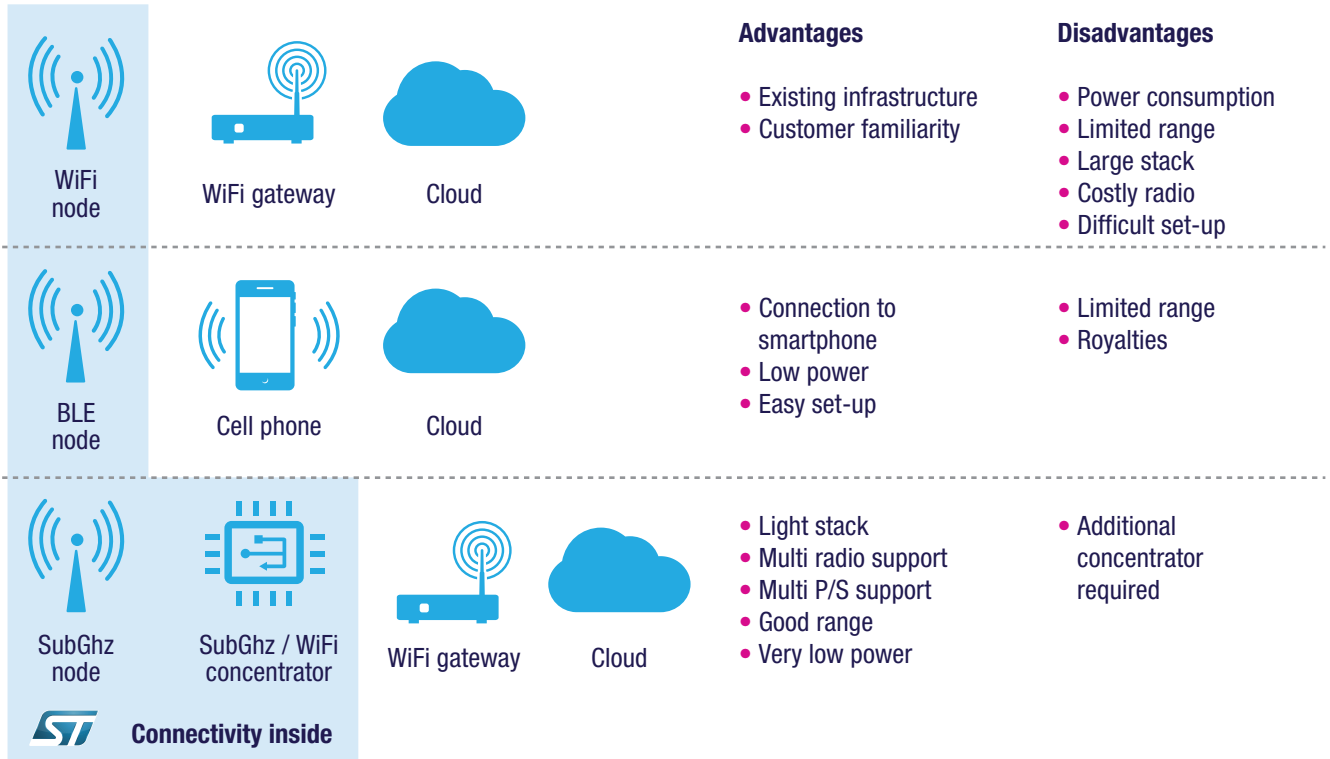 Advantages
Disadvantages
WiFi
node
WiFi gateway
Cloud
• Existing infrastructure
• Customer familiarity
• Power consumption
• Limited range
• Large stack
• Costly radio
• Difficult set-up
BLE
node
Cell phone
Cloud
• Connection to
smartphone
• Low power
• Easy set-up
• Limited range
• Royalties
SubGhz
node
SubGhz / WiFi
concentrator
WiFi gateway
Cloud
• Light stack
• Multi radio support
• Multi P/S support
• Good range
• Very low power
• Additional
concentrator
required
ST
Connectivity inside